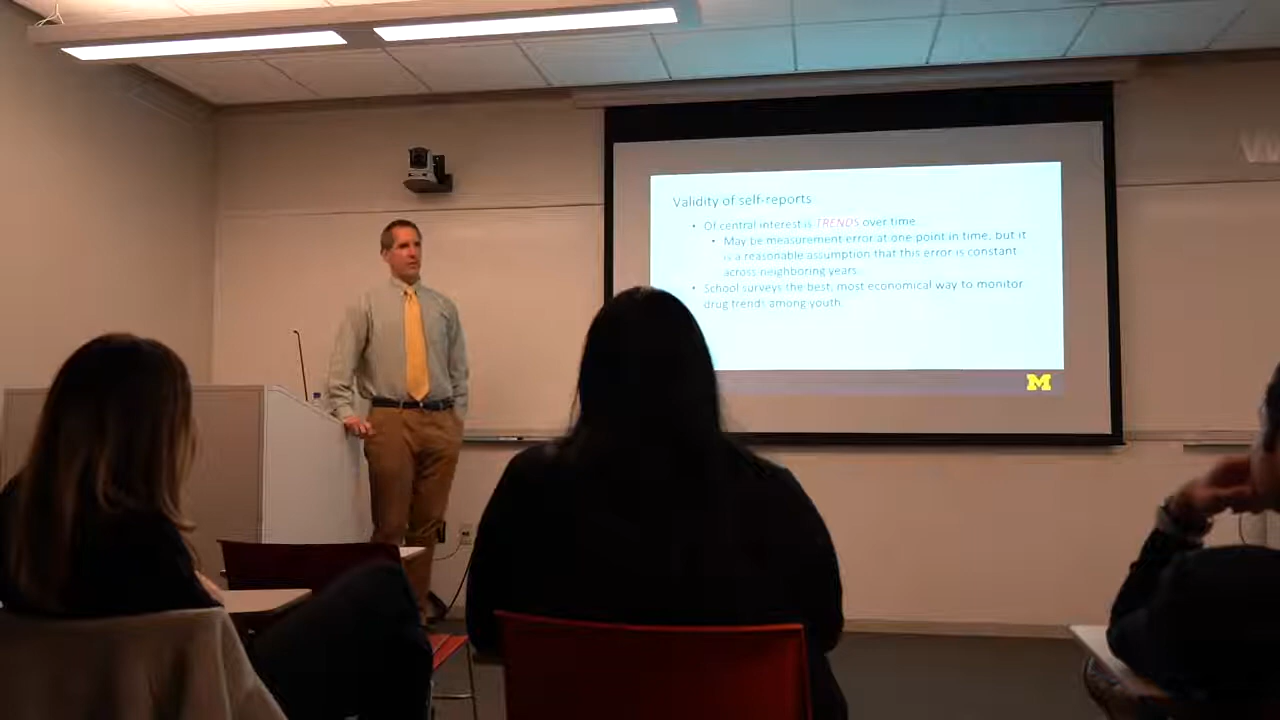 Validity of self-reports
• Of central interest is TRENDS over time.
• May be measurement error at one point in time, but it
is a reasonable assumption that this error is constant
across neighboring years.
• School surveys the best, most economical way to monitor
drug trends among youth.
M